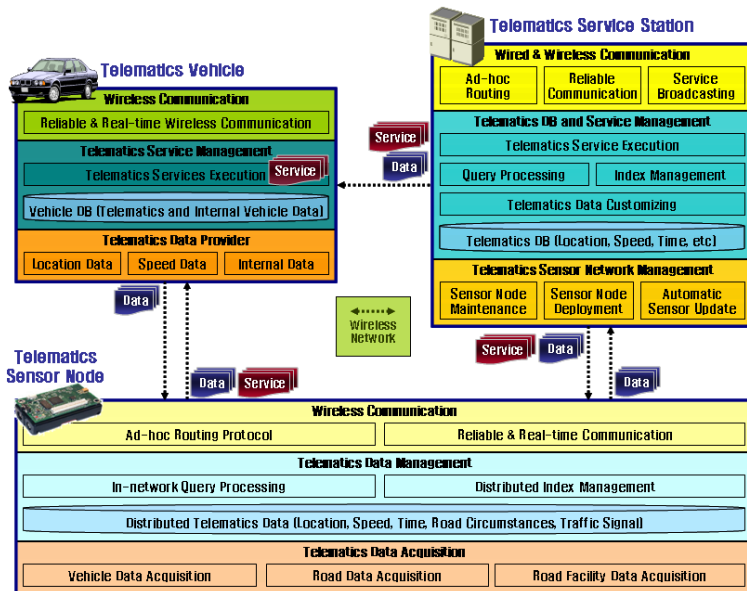 Telematics Service Station
Telematics Vehicle
Wireless Communication
Reliable & Real-time Wireless Communication
Telematics Service Management
Telematics Services Execution
Service
Vehicle DB (Telematics and Internal Vehicle Data)
Telematics Data Provider
Location Data
Speed Data
Internal Data
Wired & Wireless Communication
Ad-hoc
Routing
Reliable
Communication
Service
Broadcasting
Telematics DB and Service Management
Telematics Service Execution
Query Processing
Index Management
Telematics Data Customizing
Telematics DB (Location, Speed, Time, etc)
Telematics Sensor Network Management
Sensor Node
Maintenance
Sensor Node
Deployment
Automatic
Sensor Update
Service
Data
Data
Wireless
Network
Service
Data
Data
Data
Service
Telematics
Sensor Node
Wireless Communication
Ad-hoc Routing Protocol
Reliable & Real-time Communication
Telematics Data Management
In-network Query Processing
Distributed Index Management
Distributed Telematics Data (Location, Speed, Time, Road Circumstances, Traffic Signal)
Telematics Data Acquisition
Vehicle Data Acquisition
Road Data Acquisition
Road Facility Data Acquisition